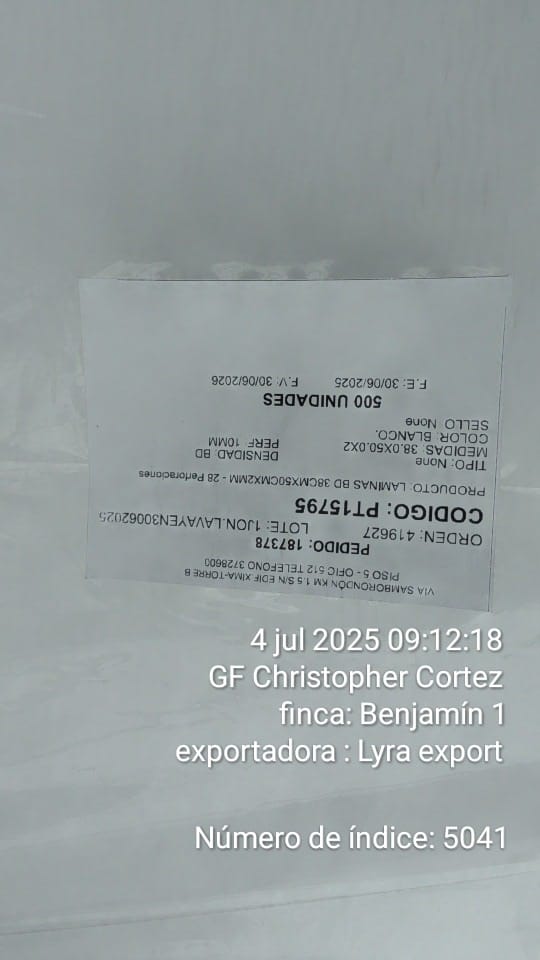 VIA SAMBORONDÓN KM 1.5 S/N EDIF XIMA-TORRE B
PISO 5 - OFIC 512 TELEFONO 3728600
PEDIDO: 187378
ORDEN: 419627 LOTE: 1JON.LAVAYEN30062025
CODIGO: PT15795
PRODUCTO: LAMINAS BD 38CMX50CMX2MM - 28 Perforaciones
TIPO: None DENSIDAD: BD
MEDIDAS: 38.0X50.0X2 PERF: 10MM
COLOR: BLANCO.
SELLO: None
500 UNIDADES
F.E: 30/06/2025 F.V: 30/06/2026
4 jul 2025 09:12:18
GF Christopher Cortez
finca: Benjamín 1
exportadora : Lyra export
Número de índice: 5041